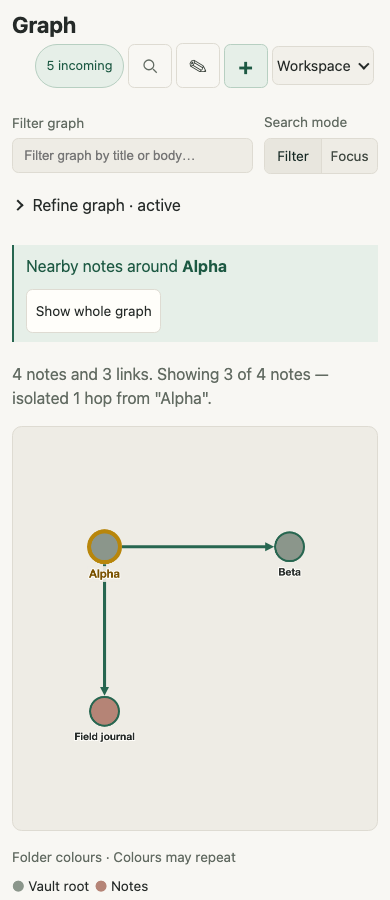 Graph
5 incoming
Workspace
Filter graph
Search mode
Filter graph by title or body…
Filter
Focus
Refine graph · active
Nearby notes around Alpha
Show whole graph
4 notes and 3 links. Showing 3 of 4 notes —
isolated 1 hop from "Alpha".
Alpha
Beta
Field journal
Folder colours · Colours may repeat
Vault root
Notes